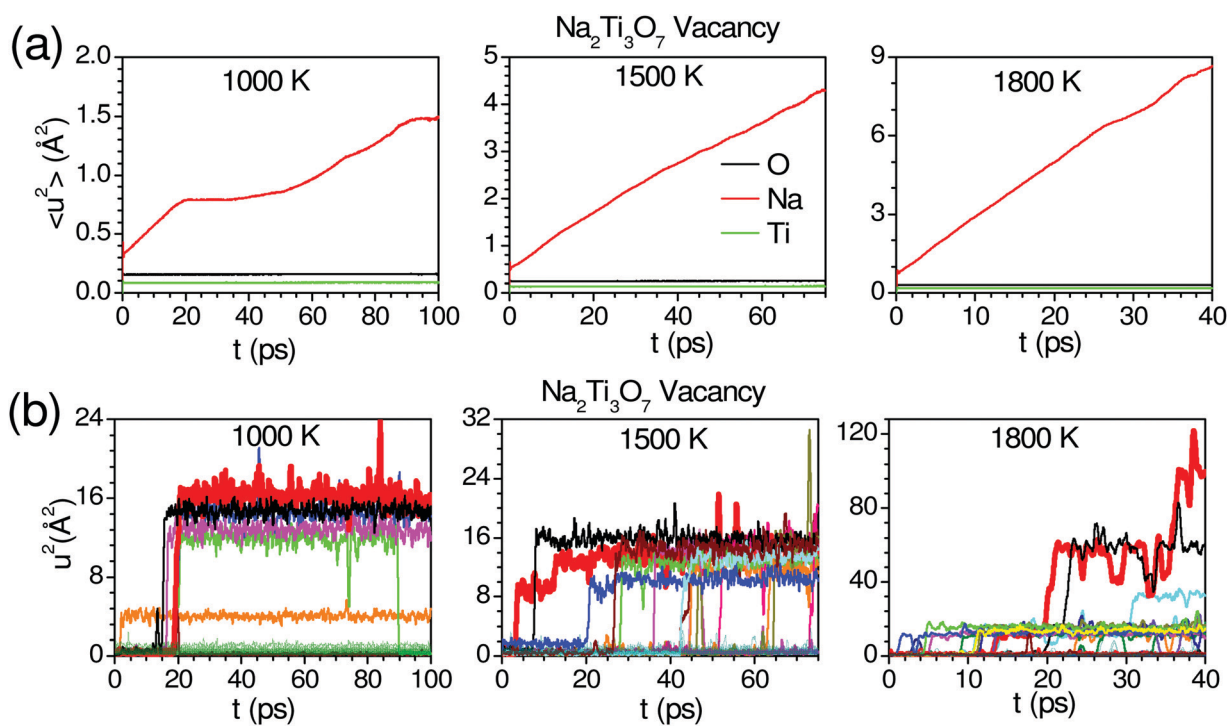 (a)
Na₂Ti₃O₇ Vacancy
1000 K
1500 K
1800 K
<u²> (Å²)
2.0
1.5
1.0
0.5
0.0
0 20 40 60 80 100
t (ps)
5
4
3
2
1
0
0 20 40 60
t (ps)
O
Na
Ti
9
6
3
0
0 10 20 30 40
t (ps)
(b)
Na₂Ti₃O₇ Vacancy
1000 K
1500 K
1800 K
u² (Å²)
24
16
8
0
0 20 40 60 80 100
t (ps)
32
24
16
8
0
0 20 40 60
t (ps)
120
80
40
0
0 10 20 30 40
t (ps)